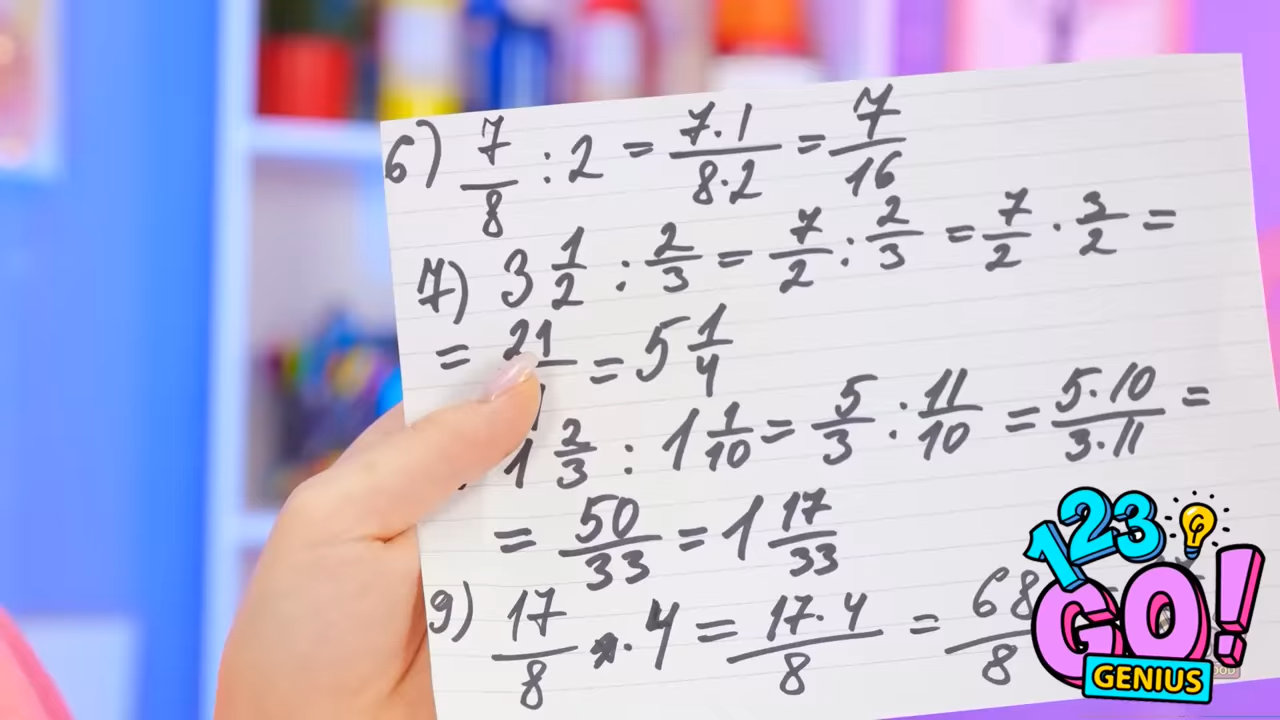 6) 7/8 : 2 = 7·1/8·2 = 7/16
7) 3 1/2 : 2/3 = 7/2 : 2/3 = 7/2 · 3/2 =
= 21/ = 5 1/4
1 2/3 : 1 1/10 = 5/3 : 11/10 = 5·10/3·11 =
= 50/33 = 1 17/33
9) 17/8 · 4 = 17·4/8 = 68/8
123
GO!
GENIUS